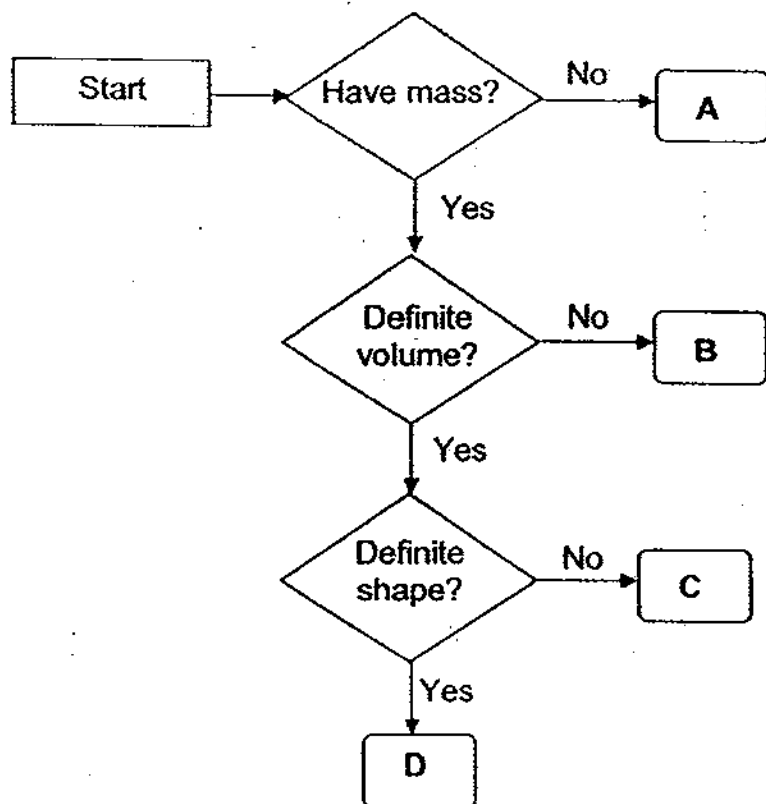 Start
Have mass?
No
A
Yes
Definite
volume?
No
B
Yes
Definite
shape?
No
C
Yes
D